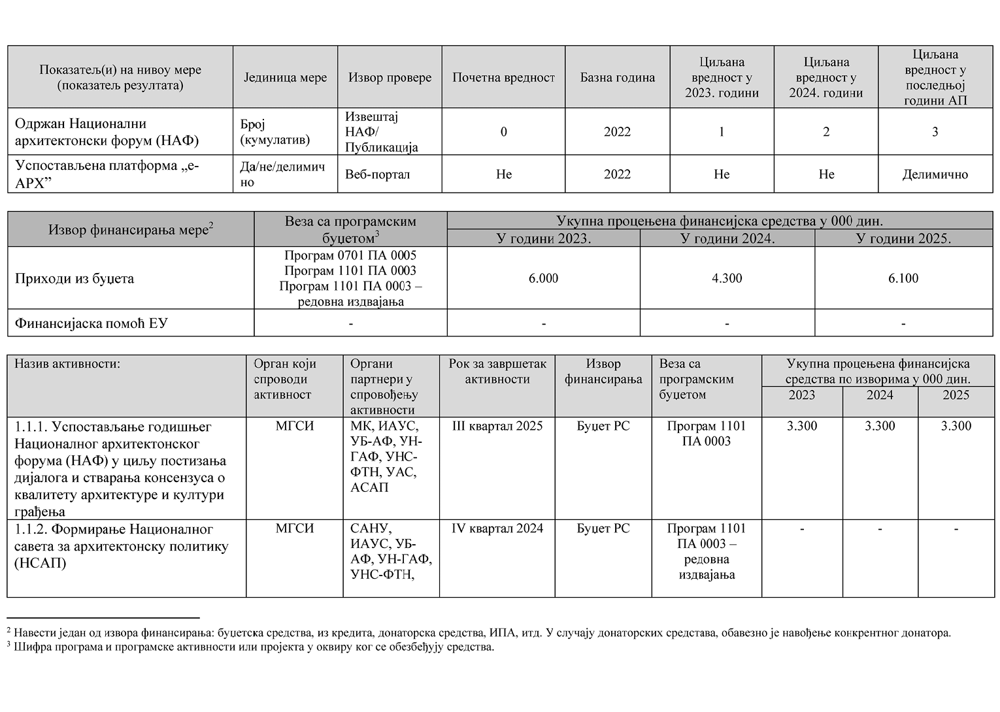 Показатељ(и) на нивоу мере
(показатељ резултата)
Јединица мере
Извор провере
Почетна вредност
Базна година
Циљана
вредност у
2023. години
Циљана
вредност у
2024. години
Циљана
вредност у
последњој
години АП
Одржан Национални
архитектонски форум (НАФ)
Број
(кумулатив)
Извештај
НАФ/
Публикација
0
2022
1
2
3
Успостављена платформа „е-
АРХ”
Да/не/делимич
но
Веб-портал
Не
2022
Не
Не
Делимично
Извор финансирања мере2
Веза са програмским
буџетом3
Укупна процењена финансијска средства у 000 дин.
У години 2023.
У години 2024.
У години 2025.
Приходи из буџета
Програм 0701 ПА 0005
Програм 1101 ПА 0003
Програм 1101 ПА 0003 –
редовна издвајања
6.000
4.300
6.100
Финансијаска помоћ ЕУ
-
-
-
-
Назив активности:
Орган који
спроводи
активност
Органи
партнери у
спровођењу
активности
Рок за завршетак
активности
Извор
финансирања
Веза са
програмским
буџетом
Укупна процењена финансијска
средства по изворима у 000 дин.
2023
2024
2025
1.1.1. Успостављање годишњег
Националног архитектонског
форума (НАФ) у циљу постизања
дијалога и стварања консензуса о
квалитету архитектуре и култури
грађења
МГСИ
МК, ИАУС,
УБ-АФ, УН-
ГАФ, УНС-
ФТН, УАС,
АСАП
III квартал 2025
Буџет РС
Програм 1101
ПА 0003
3.300
3.300
3.300
1.1.2. Формирање Националног
савета за архитектонску политику
(НСАП)
МГСИ
САНУ,
ИАУС, УБ-
АФ, УН-ГАФ,
УНС-ФТН,
IV квартал 2024
Буџет РС
Програм 1101
ПА 0003 –
редовна
издвајања
-
-
-
2 Навести један од извора финансирања: буџетска средства, из кредита, донаторска средства, ИПА, итд. У случају донаторских средстава, обавезно је навођење конкретног донатора.
3 Шифра програма и програмске активности или пројекта у оквиру ког се обезбеђују средства.